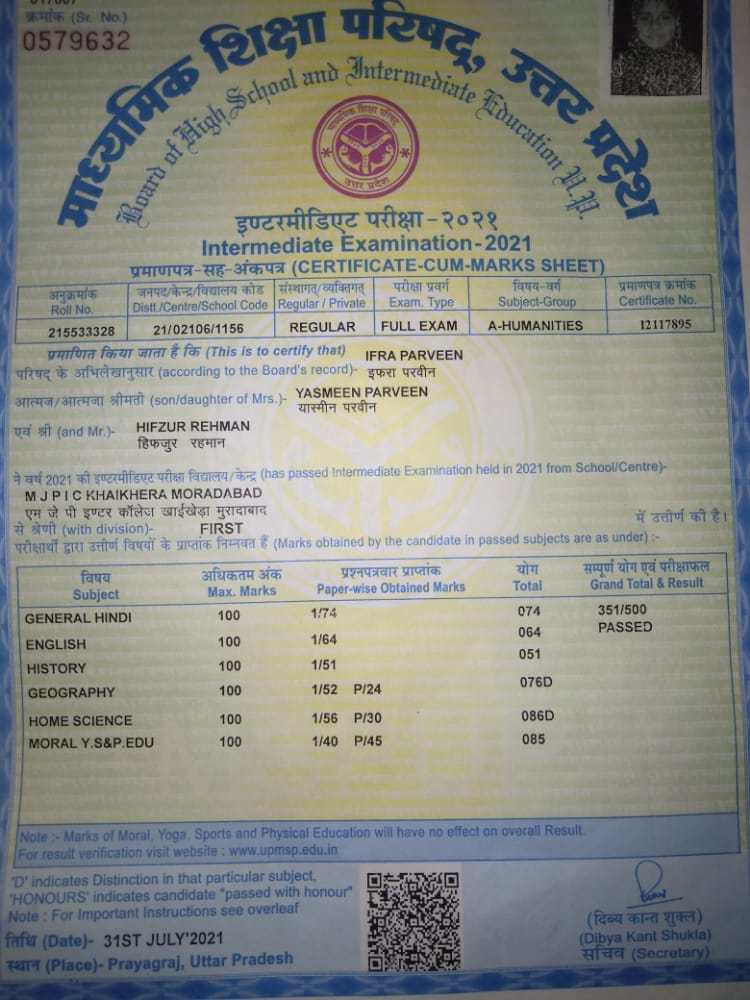 क्रमांक (Sr. No.)
0579632
माध्यमिक शिक्षा परिषद्, उत्तर प्रदेश
Board of High School and Intermediate Education U.P.
माध्यमिक शिक्षा परिषद्
उत्तर प्रदेश
इण्टरमीडिएट परीक्षा-२०२१
Intermediate Examination-2021
प्रमाणपत्र-सह-अंकपत्र (CERTIFICATE-CUM-MARKS SHEET)
अनुक्रमांक जनपद/केन्द्र/विद्यालय कोड संस्थागत्/व्यक्तिगत् परीक्षा प्रवर्ग विषय-वर्ग प्रमाणपत्र क्रमांक
Roll No. Distt./Centre/School Code Regular / Private Exam. Type Subject-Group Certificate No.
215533328 21/02106/1156 REGULAR FULL EXAM A-HUMANITIES I2117895
प्रमाणित किया जाता है कि (This is to certify that) IFRA PARVEEN
परिषद् के अभिलेखानुसार (according to the Board's record)- इफरा परवीन
आत्मज/आत्मजा श्रीमती (son/daughter of Mrs.)- YASMEEN PARVEEN
यास्मीन परवीन
एवं श्री (and Mr.)- HIFZUR REHMAN
हिफजुर रहमान
ने वर्ष 2021 की इण्टरमीडिएट परीक्षा विद्यालय/केन्द्र (has passed Intermediate Examination held in 2021 from School/Centre)-
M J P I C KHAIKHERA MORADABAD
एम जे पी इण्टर कॉलेज खाईखेड़ा मुरादाबाद
से श्रेणी (with division)- FIRST में उत्तीर्ण की है।
परीक्षार्थी द्वारा उत्तीर्ण विषयों के प्राप्तांक निम्नवत हैं (Marks obtained by the candidate in passed subjects are as under) :-
विषय अधिकतम अंक प्रश्नपत्रवार प्राप्तांक योग सम्पूर्ण योग एवं परीक्षाफल
Subject Max. Marks Paper-wise Obtained Marks Total Grand Total & Result
GENERAL HINDI 100 1/74 074 351/500
PASSED
ENGLISH 100 1/64 064
HISTORY 100 1/51 051
GEOGRAPHY 100 1/52 P/24 076D
HOME SCIENCE 100 1/56 P/30 086D
MORAL Y.S&P.EDU 100 1/40 P/45 085
Note :- Marks of Moral, Yoga, Sports and Physical Education will have no effect on overall Result.
For result verification visit website : www.upmsp.edu.in
'D' indicates Distinction in that particular subject,
'HONOURS' indicates candidate "passed with honour"
Note : For Important Instructions see overleaf
तिथि (Date)- 31ST JULY'2021
स्थान (Place)- Prayagraj, Uttar Pradesh
(दिब्य कान्त शुक्ल)
(Dibya Kant Shukla)
सचिव (Secretary)